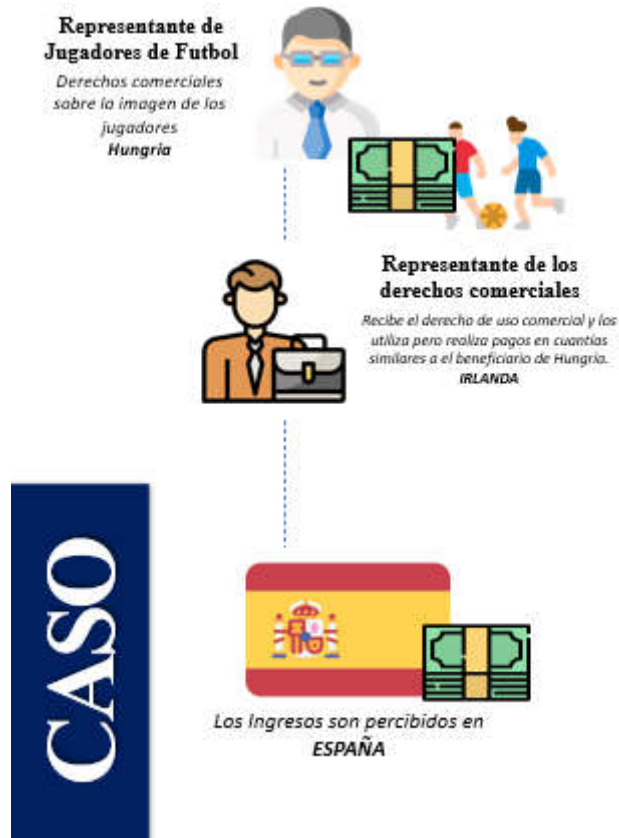 Representante de
Jugadores de Futbol
Derechos comerciales
sobre la imagen de los
jugadores
Hungria
Representante de los
derechos comerciales
Recibe el derecho de uso comercial y los
utiliza pero realiza pagos en cuantías
similares a el beneficiario de Hungria.
IRLANDA
CASO
Los Ingresos son percibidos en
ESPAÑA